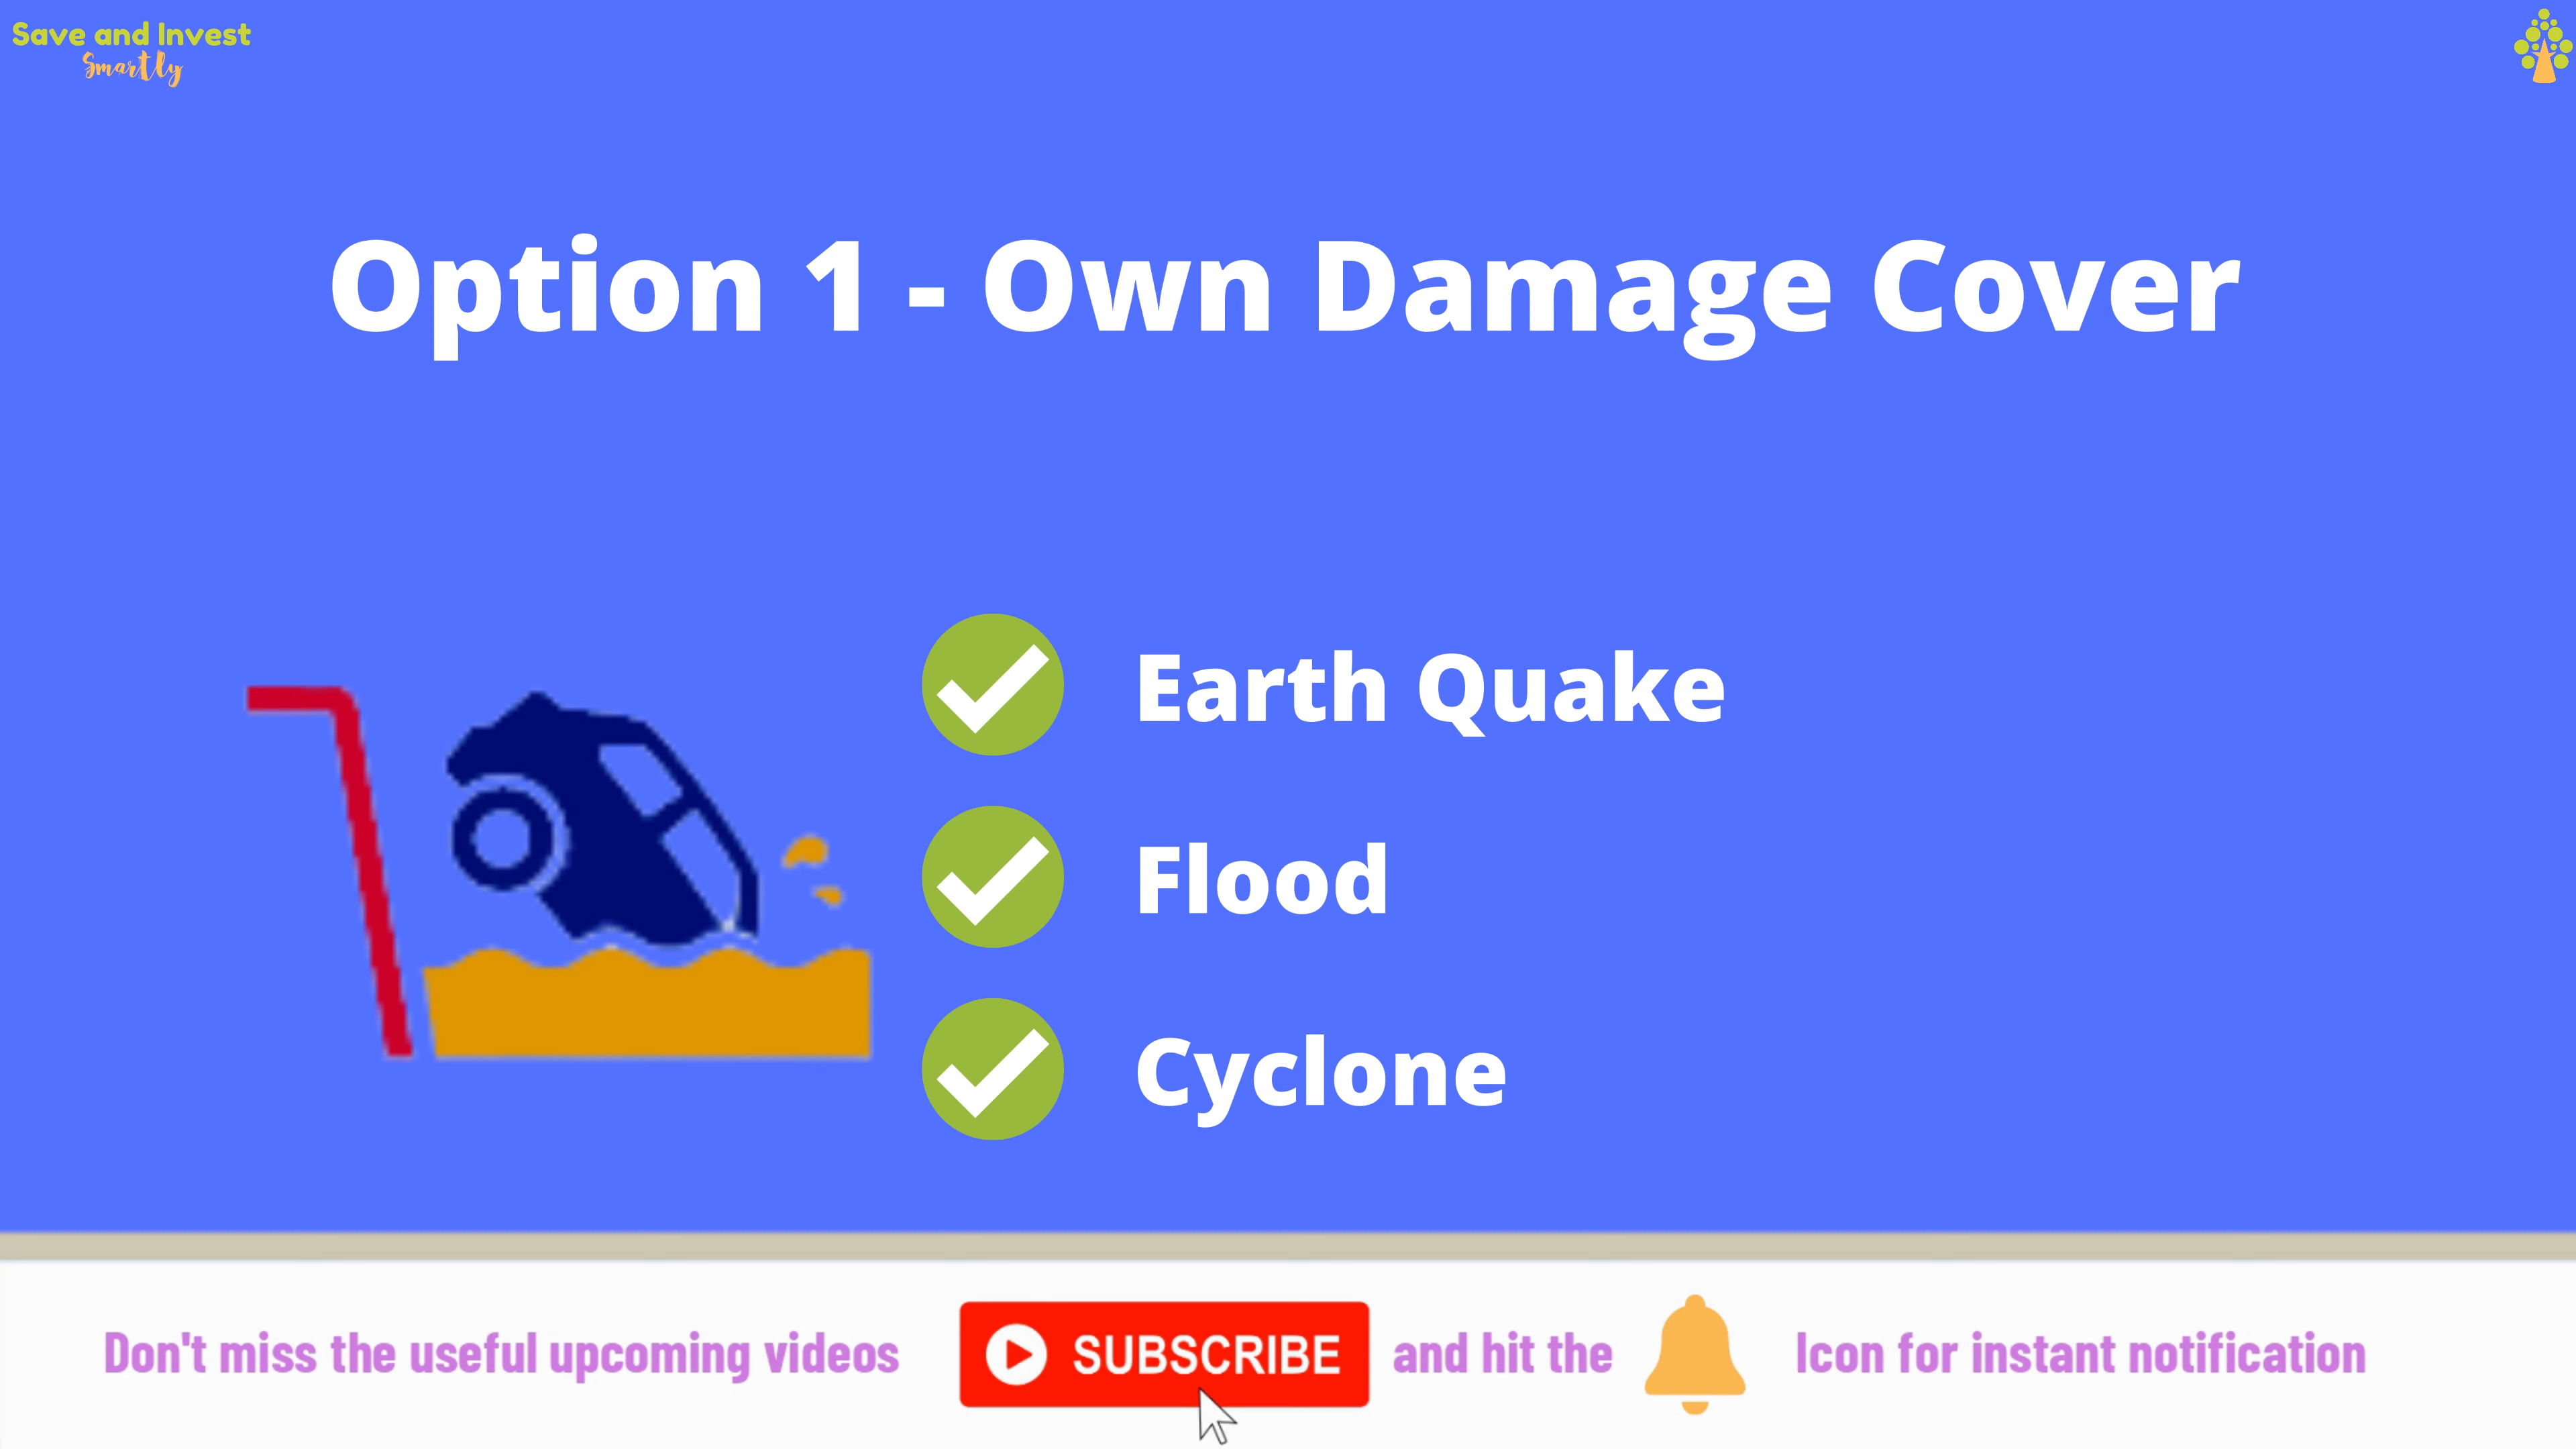 Save and Invest
Smartly
Option 1 - Own Damage Cover
Earth Quake
Flood
Cyclone
Don't miss the useful upcoming videos SUBSCRIBE and hit the Icon for instant notification